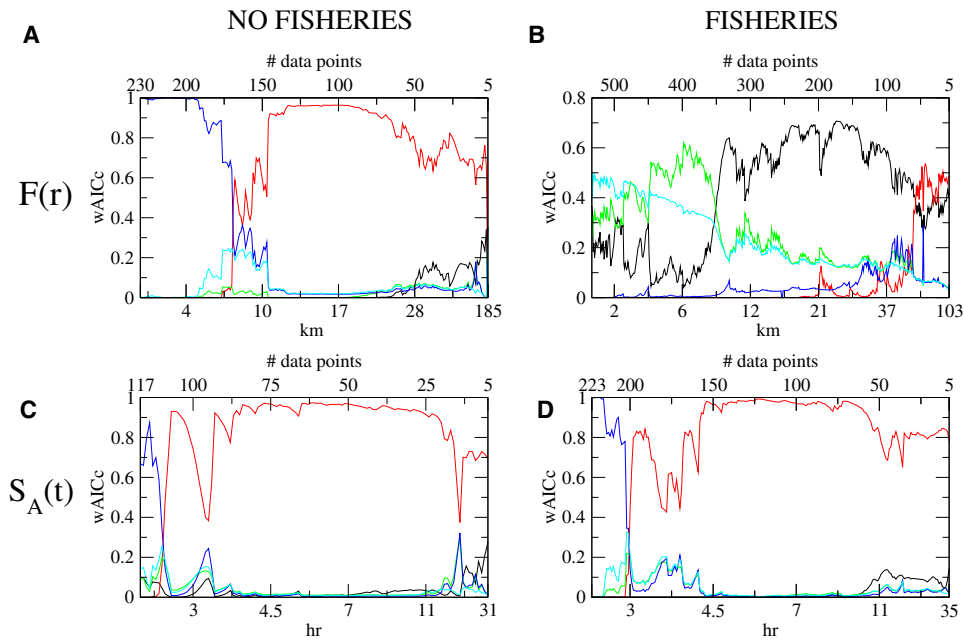 NO FISHERIES
FISHERIES
A
B
# data points
# data points
230 200 150 100 50 5
500 400 300 200 100 5
1
0.8
0.6
0.4
0.2
0
0.8
0.6
0.4
0.2
0
F(r)
wAICc
wAICc
4 10 17 28 185
2 6 12 21 37 103
km
km
C
D
# data points
# data points
117 100 75 50 25 5
223 200 150 100 50 5
1
0.8
0.6
0.4
0.2
0
1
0.8
0.6
0.4
0.2
0
S_A(t)
wAICc
wAICc
3 4.5 7 11 31
3 4.5 7 11 35
hr
hr